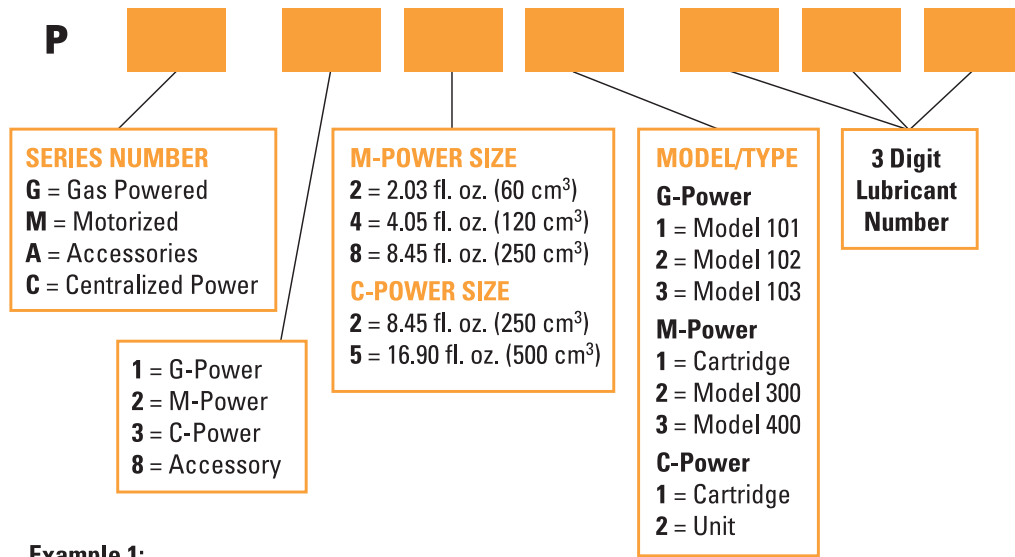 P
SERIES NUMBER
G = Gas Powered
M = Motorized
A = Accessories
C = Centralized Power
1 = G-Power
2 = M-Power
3 = C-Power
8 = Accessory
M-POWER SIZE
2 = 2.03 fl. oz. (60 cm³)
4 = 4.05 fl. oz. (120 cm³)
8 = 8.45 fl. oz. (250 cm³)
C-POWER SIZE
2 = 8.45 fl. oz. (250 cm³)
5 = 16.90 fl. oz. (500 cm³)
MODEL/TYPE
G-Power
1 = Model 101
2 = Model 102
3 = Model 103
M-Power
1 = Cartridge
2 = Model 300
3 = Model 400
C-Power
1 = Cartridge
2 = Unit
3 Digit
Lubricant
Number
Example 1: